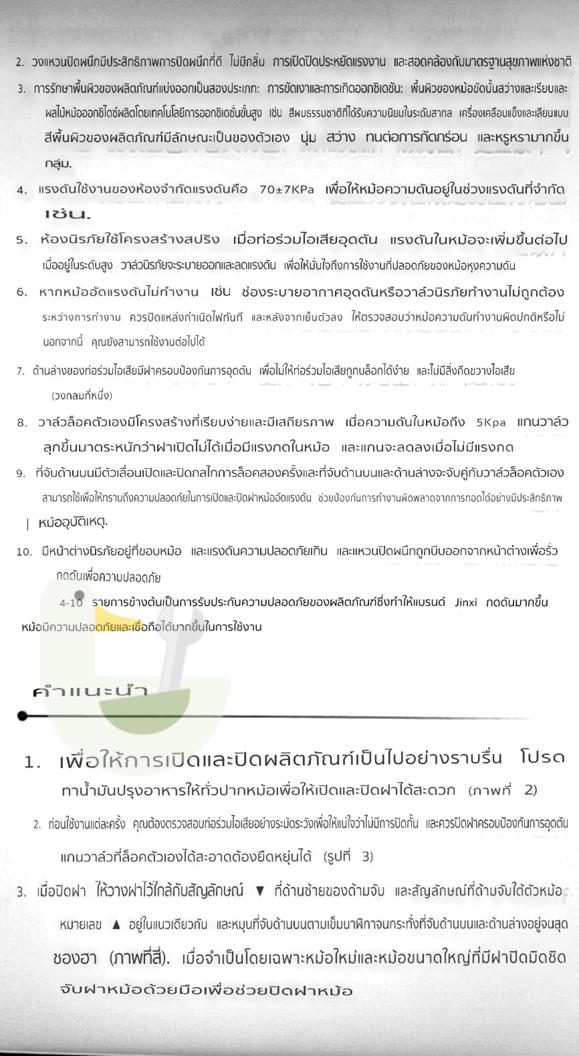 2. วงแหวนปิดผนึกมีประสิทธิภาพการปิดผนึกที่ดี ไม่มีกลิ่น การเปิดปิดประหยัดแรงงาน และสอดคล้องกับมาตรฐานสุขภาพแห่งชาติ
3. การรักษาพื้นผิวของผลิตภัณฑ์แบ่งออกเป็นสองประเภท: การขัดเงาและการเกิดออกซิเดชัน: พื้นผิวของหม้อขัดนั้นสว่างและเรียบและ
ผลไม้หม้อออกซิไดซ์ผลิตโดยเทคโนโลยีการออกซิเดชั่นขั้นสูง เช่น สีผมธรรมชาติที่ได้รับความนิยมในระดับสากล เครื่องเคลือบแข็งและเลียนแบบ
สีพื้นผิวของผลิตภัณฑ์มีลักษณะเป็นของตัวเอง นุ่ม สว่าง ทนต่อการกัดกร่อน และหรูหรามากขึ้น
กลุ่ม.
4. แรงดันใช้งานของห้องจำกัดแรงดันคือ 70±7KPa เพื่อให้หม้อความดันอยู่ในช่วงแรงดันที่จำกัด
เช่น.
5. ห้องนิรภัยใช้โครงสร้างสปริง เมื่อท่อร่วมไอเสียอุดตัน แรงดันในหม้อจะเพิ่มขึ้นต่อไป
เมื่ออยู่ในระดับสูง วาล์วนิรภัยจะระบายออกและลดแรงดัน เพื่อให้มั่นใจถึงการใช้งานที่ปลอดภัยของหม้อหุงความดัน
6. หากหม้ออัดแรงดันไม่ทำงาน เช่น ช่องระบายอากาศอุดตันหรือวาล์วนิรภัยทำงานไม่ถูกต้อง
ระหว่างการทำงาน ควรปิดแหล่งกำเนิดไฟทันที และหลังจากเย็นตัวลง ให้ตรวจสอบว่าหม้อความดันทำงานผิดปกติหรือไม่
นอกจากนี้ คุณยังสามารถใช้งานต่อไปได้
7. ด้านล่างของท่อร่วมไอเสียมีฝาครอบป้องกันการอุดตัน เพื่อไม่ให้ท่อร่วมไอเสียถูกบล็อกได้ง่าย และไม่มีสิ่งกีดขวางไอเสีย
(วงกลมที่หนึ่ง)
8. วาล์วล็อคตัวเองมีโครงสร้างที่เรียบง่ายและมีเสถียรภาพ เมื่อความดันในหม้อถึง 5Kpa แกนวาล์ว
ลุกขึ้นมาตระหนักว่าฝาเปิดไม่ได้เมื่อมีแรงกดในหม้อ และแกนจะลดลงเมื่อไม่มีแรงกด
9. ที่จับด้านบนมีตัวเลื่อนเปิดและปิดกลไกการล็อคสองครั้งและที่จับด้านบนและด้านล่างจะจับคู่กับวาล์วล็อคตัวเอง
สามารถใช้เพื่อให้ทราบถึงความปลอดภัยในการเปิดและปิดฝาหม้ออัดแรงดัน ช่วยป้องกันการทำงานผิดพลาดจากการทอดได้อย่างมีประสิทธิภาพ
| หม้ออุบัติเหตุ.
10. มีหน้าต่างนิรภัยอยู่ที่ขอบหม้อ และแรงดันความปลอดภัยเกิน และแหวนปิดผนึกถูกบีบออกจากหน้าต่างเพื่อรั่ว
กดดันเพื่อความปลอดภัย
4-10 รายการข้างต้นเป็นการรับประกันความปลอดภัยของผลิตภัณฑ์ซึ่งทำให้แบรนด์ Jinxi กดดันมากขึ้น
หม้อมีความปลอดภัยและเชื่อถือได้มากขึ้นในการใช้งาน
คำแนะนำ
1. เพื่อให้การเปิดและปิดผลิตภัณฑ์เป็นไปอย่างราบรื่น โปรด
ทาน้ำมันปรุงอาหารให้ทั่วปากหม้อเพื่อให้เปิดและปิดฝาได้สะดวก (ภาพที่ 2)
2. ก่อนใช้งานแต่ละครั้ง คุณต้องตรวจสอบท่อร่วมไอเสียอย่างระมัดระวังเพื่อให้แน่ใจว่าไม่มีการปิดกั้น และควรปิดฝาครอบป้องกันการอุดตัน
แกนวาล์วที่ล็อคตัวเองได้สะอาดต้องยืดหยุ่นได้ (รูปที่ 3)
3. เมื่อปิดฝา ให้วางฝาไว้ใกล้กับสัญลักษณ์ ▼ ที่ด้านซ้ายของด้ามจับ และสัญลักษณ์ที่ด้ามจับใต้ตัวหม้อ
หมายเลข ▲ อยู่ในแนวเดียวกัน และหมุนที่จับด้านบนตามเข็มนาฬิกาจนกระทั่งที่จับด้านบนและด้านล่างอยู่จนสุด
ซองฮา (ภาพที่สี่). เมื่อจำเป็นโดยเฉพาะหม้อใหม่และหม้อขนาดใหญ่ที่มีฝาปิดมิดชิด
จับฝาหม้อด้วยมือเพื่อช่วยปิดฝาหม้อ